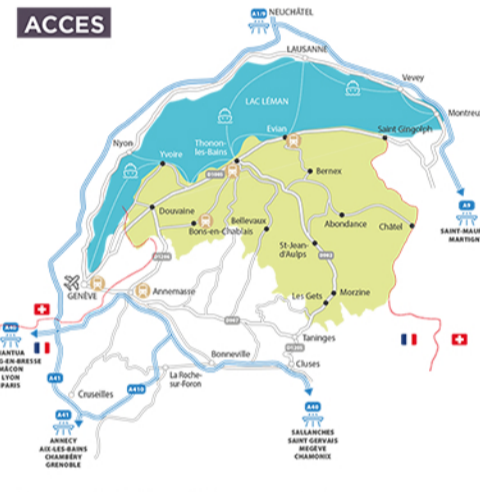 ACCES
A1/9
NEUCHÂTEL
LAUSANNE
Vevey
LAC LÉMAN
Montreux
Evian
Saint Gingolph
Nyon
Thonon-
les-Bains
Yvoire
D1005
Bernex
A9
SAINT-MAUR
MARTIGN
Douvaine
Bellevaux
Abondance
Châtel
Bons-en-Chablais
St-Jean-
d'Aulps
D1206
D902
GENÈVE
Annemasse
Les Gets
Morzine
A40
D907
Taninges
NANTUA
G-EN-BRESSE
MÂCON
LYON
PARIS
Bonneville
Cluses
A41
A410
La Roche-
sur-Foron
Cruseilles
A41
A40
ANNECY
AIX-LES-BAINS
CHAMBÉRY
GRENOBLE
SALLANCHES
SAINT GERVAIS
MEGÈVE
CHAMONIX